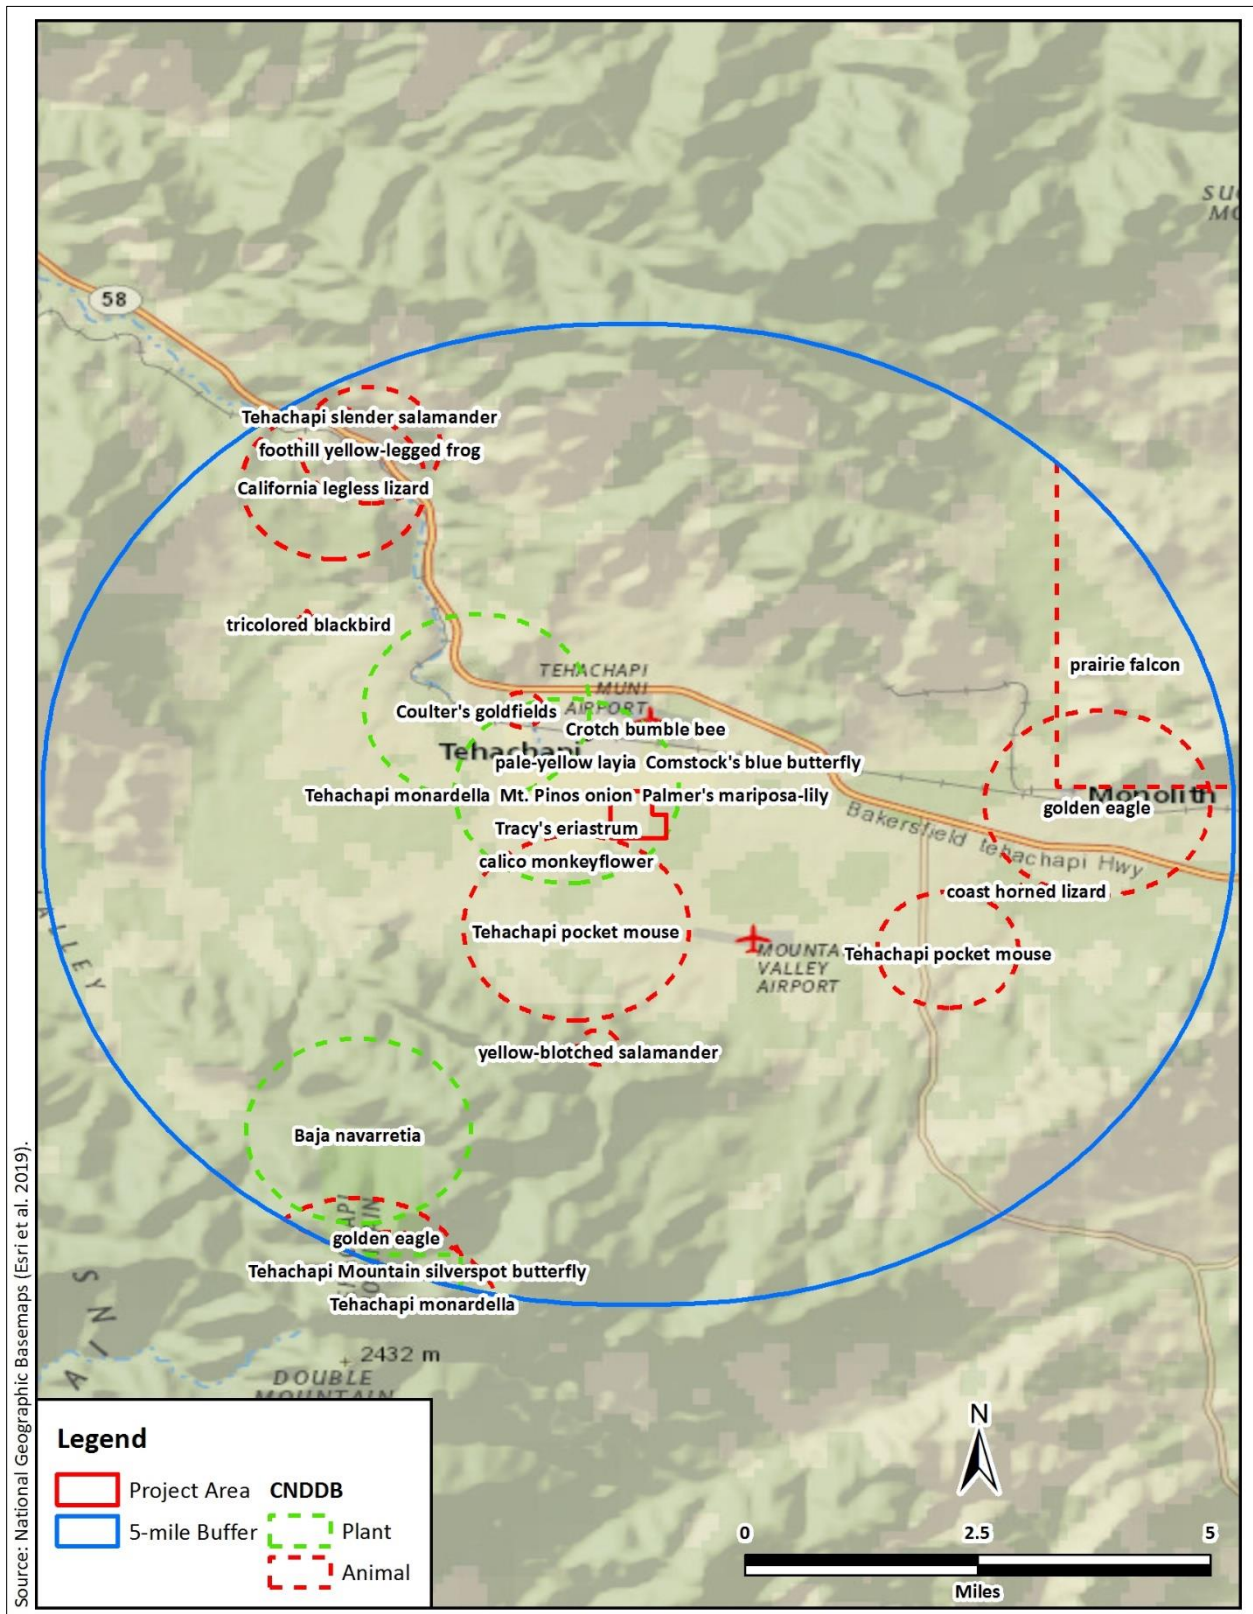 SU
MO
58
Tehachapi slender salamander
foothill yellow-legged frog
California legless lizard
tricolored blackbird
prairie falcon
TEHACHAPI
MUNI
AIRPORT
Coulter's goldfields
Crotch bumble bee
Tehachapi
pale-yellow layia Comstock's blue butterfly
Tehachapi monardella Mt. Pinos onion Palmer's mariposa-lily
Monolith
golden eagle
Tracy's eriastrum
Bakersfield tehachapi Hwy
calico monkeyflower
coast horned lizard
Tehachapi pocket mouse
MOUNTA
VALLEY
AIRPORT
Tehachapi pocket mouse
ALLEY
yellow-blotched salamander
Baja navarretia
golden eagle
Tehachapi Mountain silverspot butterfly
Tehachapi monardella
AINS
2432 m
DOUBLE
MOUNTAIN
Legend
Project Area
5-mile Buffer
CNDDB
Plant
Animal
N
0 2.5 5
Miles
Source: National Geographic Basemaps (Esri et al. 2019).